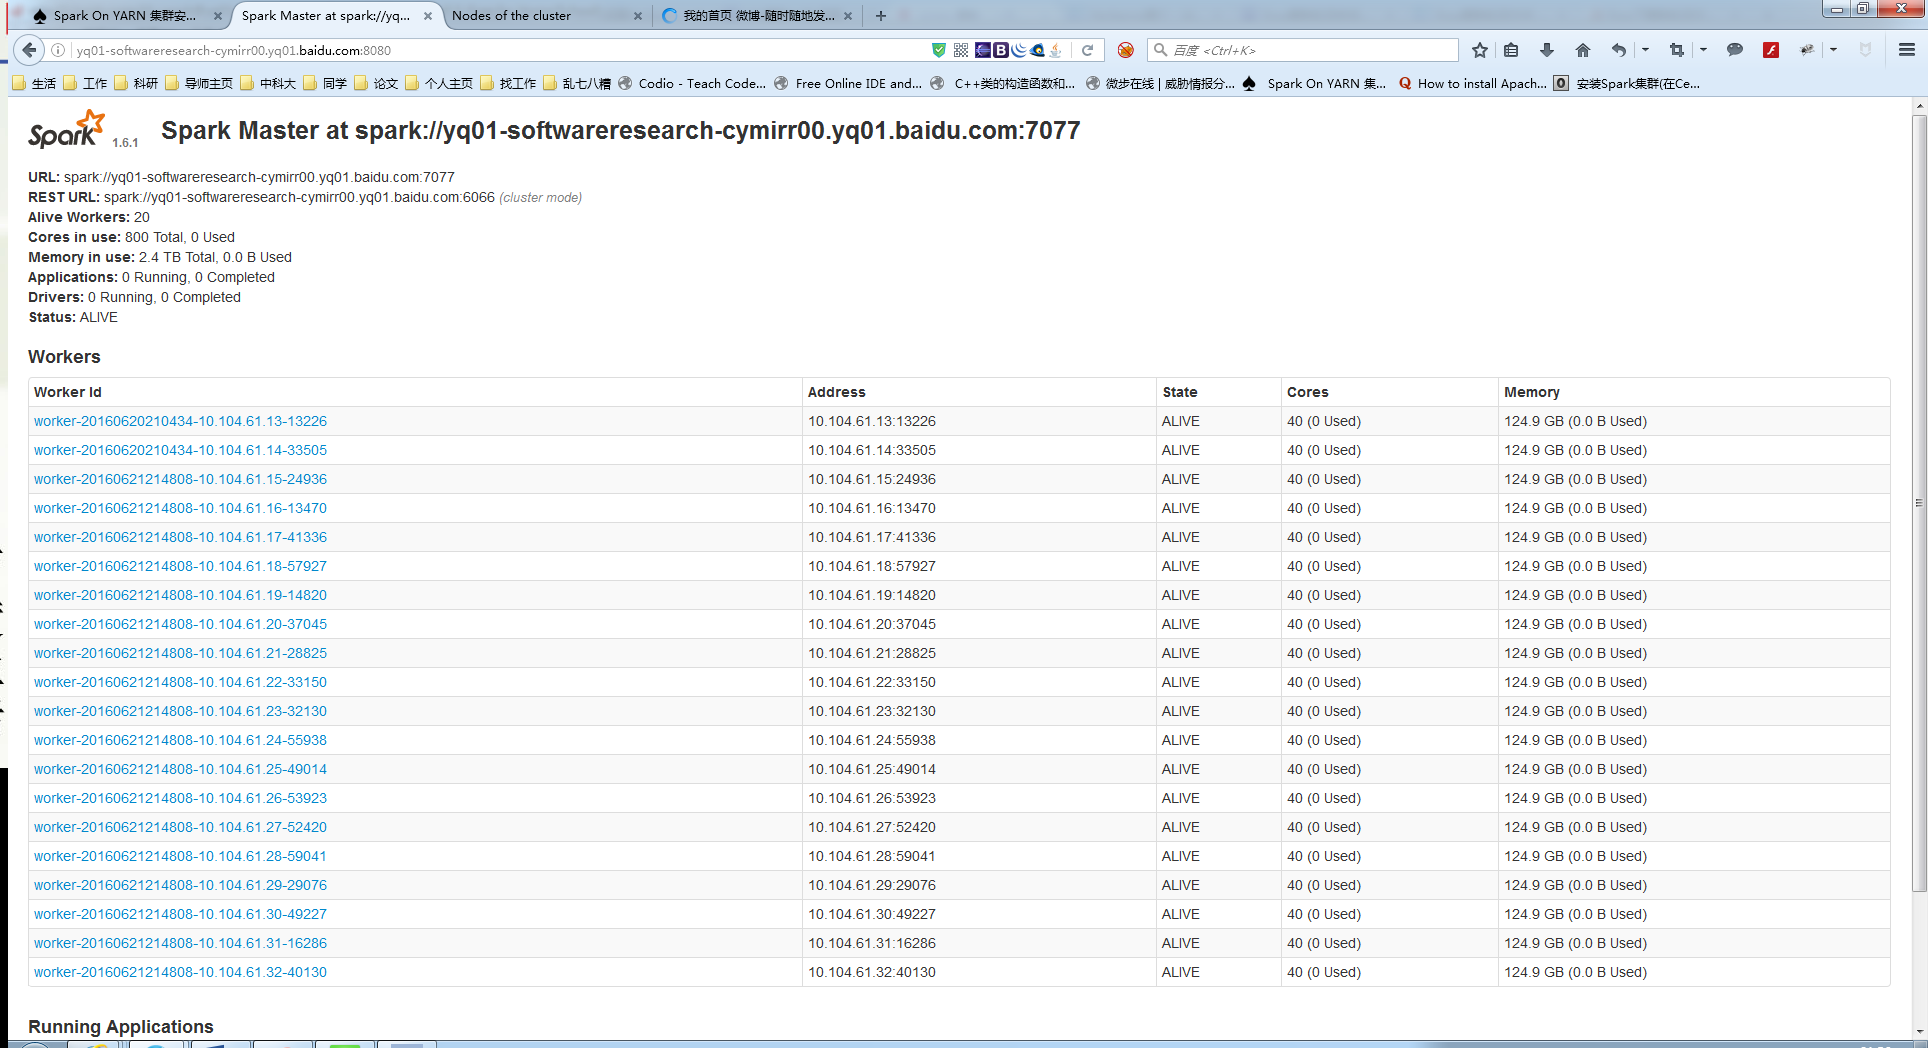 Spark On YARN 集群安... Spark Master at spark://yq... Nodes of the cluster 我的首页 微博-随时随地发...
yq01-softwareresearch-cymirr00.yq01.baidu.com:8080 百度 <Ctrl+K>
生活 工作 科研 导师主页 中科大 同学 论文 个人主页 找工作 乱七八糟 Codio - Teach Code... Free Online IDE and... C++类的构造函数和... 微步在线 | 威胁情报分... Spark On YARN 集... How to install Apach... 安装Spark集群(在Ce...
Spark 1.6.1 Spark Master at spark://yq01-softwareresearch-cymirr00.yq01.baidu.com:7077
URL: spark://yq01-softwareresearch-cymirr00.yq01.baidu.com:7077
REST URL: spark://yq01-softwareresearch-cymirr00.yq01.baidu.com:6066 (cluster mode)
Alive Workers: 20
Cores in use: 800 Total, 0 Used
Memory in use: 2.4 TB Total, 0.0 B Used
Applications: 0 Running, 0 Completed
Drivers: 0 Running, 0 Completed
Status: ALIVE
Workers
Worker Id Address State Cores Memory
worker-20160620210434-10.104.61.13-13226 10.104.61.13:13226 ALIVE 40 (0 Used) 124.9 GB (0.0 B Used)
worker-20160620210434-10.104.61.14-33505 10.104.61.14:33505 ALIVE 40 (0 Used) 124.9 GB (0.0 B Used)
worker-20160621214808-10.104.61.15-24936 10.104.61.15:24936 ALIVE 40 (0 Used) 124.9 GB (0.0 B Used)
worker-20160621214808-10.104.61.16-13470 10.104.61.16:13470 ALIVE 40 (0 Used) 124.9 GB (0.0 B Used)
worker-20160621214808-10.104.61.17-41336 10.104.61.17:41336 ALIVE 40 (0 Used) 124.9 GB (0.0 B Used)
worker-20160621214808-10.104.61.18-57927 10.104.61.18:57927 ALIVE 40 (0 Used) 124.9 GB (0.0 B Used)
worker-20160621214808-10.104.61.19-14820 10.104.61.19:14820 ALIVE 40 (0 Used) 124.9 GB (0.0 B Used)
worker-20160621214808-10.104.61.20-37045 10.104.61.20:37045 ALIVE 40 (0 Used) 124.9 GB (0.0 B Used)
worker-20160621214808-10.104.61.21-28825 10.104.61.21:28825 ALIVE 40 (0 Used) 124.9 GB (0.0 B Used)
worker-20160621214808-10.104.61.22-33150 10.104.61.22:33150 ALIVE 40 (0 Used) 124.9 GB (0.0 B Used)
worker-20160621214808-10.104.61.23-32130 10.104.61.23:32130 ALIVE 40 (0 Used) 124.9 GB (0.0 B Used)
worker-20160621214808-10.104.61.24-55938 10.104.61.24:55938 ALIVE 40 (0 Used) 124.9 GB (0.0 B Used)
worker-20160621214808-10.104.61.25-49014 10.104.61.25:49014 ALIVE 40 (0 Used) 124.9 GB (0.0 B Used)
worker-20160621214808-10.104.61.26-53923 10.104.61.26:53923 ALIVE 40 (0 Used) 124.9 GB (0.0 B Used)
worker-20160621214808-10.104.61.27-52420 10.104.61.27:52420 ALIVE 40 (0 Used) 124.9 GB (0.0 B Used)
worker-20160621214808-10.104.61.28-59041 10.104.61.28:59041 ALIVE 40 (0 Used) 124.9 GB (0.0 B Used)
worker-20160621214808-10.104.61.29-29076 10.104.61.29:29076 ALIVE 40 (0 Used) 124.9 GB (0.0 B Used)
worker-20160621214808-10.104.61.30-49227 10.104.61.30:49227 ALIVE 40 (0 Used) 124.9 GB (0.0 B Used)
worker-20160621214808-10.104.61.31-16286 10.104.61.31:16286 ALIVE 40 (0 Used) 124.9 GB (0.0 B Used)
worker-20160621214808-10.104.61.32-40130 10.104.61.32:40130 ALIVE 40 (0 Used) 124.9 GB (0.0 B Used)
Running Applications